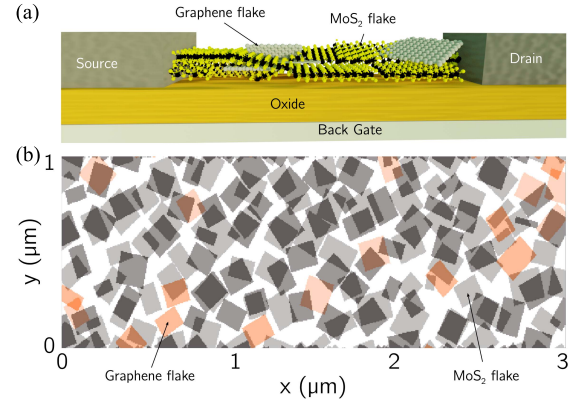 (a)
Graphene flake
MoS₂ flake
Source
Drain
Oxide
Back Gate
(b)
1
y (μm)
0
0
1
2
3
Graphene flake
x (μm)
MoS₂ flake